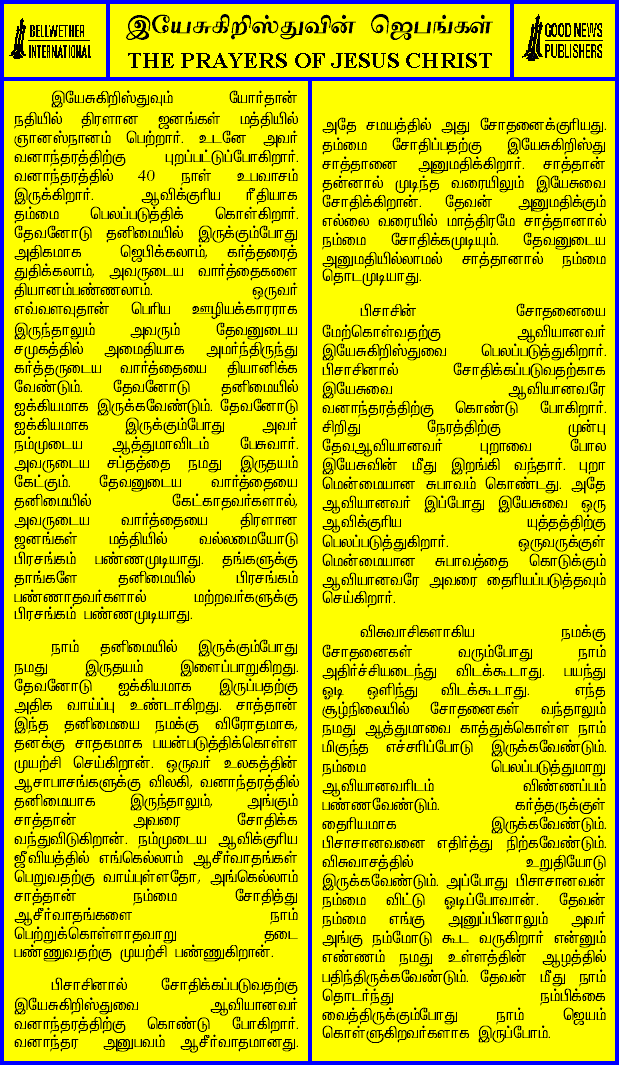 BELLWETHER
INTERNATIONAL
இயேசுகிறிஸ்துவின் ஜெபங்கள்
THE PRAYERS OF JESUS CHRIST
GOOD NEWS
PUBLISHERS
இயேசுகிறிஸ்துவும் யோர்தான்
நதியில் திரளான ஜனங்கள் மத்தியில்
ஞானஸ்நானம் பெற்றார். உடனே அவர்
வனாந்தரத்திற்கு புறப்பட்டுப்போகிறார்.
வனாந்தரத்தில் 40 நாள் உபவாசம்
இருக்கிறார். ஆவிக்குரிய ரீதியாக
தம்மை பெலப்படுத்திக் கொள்கிறார்.
தேவனோடு தனிமையில் இருக்கும்போது
அதிகமாக ஜெபிக்கலாம், கர்த்தரைத்
துதிக்கலாம், அவருடைய வார்த்தைகளை
தியானம்பண்ணலாம். ஒருவர்
எவ்வளவுதான் பெரிய ஊழியக்காரராக
இருந்தாலும் அவரும் தேவனுடைய
சமுகத்தில் அமைதியாக அமர்ந்திருந்து
கர்த்தருடைய வார்த்தையை தியானிக்க
வேண்டும். தேவனோடு தனிமையில்
ஐக்கியமாக இருக்கவேண்டும். தேவனோடு
ஐக்கியமாக இருக்கும்போது அவர்
நம்முடைய ஆத்துமாவிடம் பேசுவார்.
அவருடைய சப்தத்தை நமது இருதயம்
கேட்கும். தேவனுடைய வார்த்தையை
தனிமையில் கேட்காதவர்களால்,
அவருடைய வார்த்தையை திரளான
ஜனங்கள் மத்தியில் வல்லமையோடு
பிரசங்கம் பண்ணமுடியாது. தங்களுக்கு
தாங்களே தனிமையில் பிரசங்கம்
பண்ணாதவர்களால் மற்றவர்களுக்கு
பிரசங்கம் பண்ணமுடியாது.
நாம் தனிமையில் இருக்கும்போது
நமது இருதயம் இளைப்பாறுகிறது.
தேவனோடு ஐக்கியமாக இருப்பதற்கு
அதிக வாய்ப்பு உண்டாகிறது. சாத்தான்
இந்த தனிமையை நமக்கு விரோதமாக,
தனக்கு சாதகமாக பயன்படுத்திக்கொள்ள
முயற்சி செய்கிறான். ஒருவர் உலகத்தின்
ஆசாபாசங்களுக்கு விலகி, வனாந்தரத்தில்
தனிமையாக இருந்தாலும், அங்கும்
சாத்தான் அவரை சோதிக்க
வந்துவிடுகிறான். நம்முடைய ஆவிக்குரிய
ஜீவியத்தில் எங்கெல்லாம் ஆசீர்வாதங்கள்
பெறுவதற்கு வாய்புள்ளதோ, அங்கெல்லாம்
சாத்தான் நம்மை சோதித்து
ஆசீர்வாதங்களை நாம்
பெற்றுக்கொள்ளாதவாறு தடை
பண்ணுவதற்கு முயற்சி பண்ணுகிறான்.
பிசாசினால் சோதிக்கப்படுவதற்கு
இயேசுகிறிஸ்துவை ஆவியானவர்
வனாந்தரத்திற்கு கொண்டு போகிறார்.
வனாந்தர அனுபவம் ஆசீர்வாதமானது.
அதே சமயத்தில் அது சோதனைக்குரியது.
தம்மை சோதிப்பதற்கு இயேசுகிறிஸ்து
சாத்தானை அனுமதிக்கிறார். சாத்தான்
தன்னால் முடிந்த வரையிலும் இயேசுவை
சோதிக்கிறான். தேவன் அனுமதிக்கும்
எல்லை வரையில் மாத்திரமே சாத்தானால்
நம்மை சோதிக்கமுடியும். தேவனுடைய
அனுமதியில்லாமல் சாத்தானால் நம்மை
தொடமுடியாது.
பிசாசின் சோதனையை
மேற்கொள்வதற்கு ஆவியானவர்
இயேசுகிறிஸ்துவை பெலப்படுத்துகிறார்.
பிசாசினால் சோதிக்கப்படுவதற்காக
இயேசுவை ஆவியானவரே
வனாந்தரத்திற்கு கொண்டு போகிறார்.
சிறிது நேரத்திற்கு முன்பு
தேவஆவியானவர் புறாவை போல
இயேசுவின் மீது இறங்கி வந்தார். புறா
மென்மையான சுபாவம் கொண்டது. அதே
ஆவியானவர் இப்போது இயேசுவை ஒரு
ஆவிக்குரிய யுத்தத்திற்கு
பெலப்படுத்துகிறார். ஒருவருக்குள்
மென்மையான சுபாவத்தை கொடுக்கும்
ஆவியானவரே அவரை தைரியப்படுத்தவும்
செய்கிறார்.
விசுவாசிகளாகிய நமக்கு
சோதனைகள் வரும்போது நாம்
அதிர்ச்சியடைந்து விடக்கூடாது. பயந்து
ஓடி ஒளிந்து விடக்கூடாது. எந்த
சூழ்நிலையில் சோதனைகள் வந்தாலும்
நமது ஆத்துமாவை காத்துக்கொள்ள நாம்
மிகுந்த எச்சரிப்போடு இருக்கவேண்டும்.
நம்மை பெலப்படுத்துமாறு
ஆவியானவரிடம் விண்ணப்பம்
பண்ணவேண்டும். கர்த்தருக்குள்
தைரியமாக இருக்கவேண்டும்.
பிசாசானவனை எதிர்த்து நிற்கவேண்டும்.
விசுவாசத்தில் உறுதியோடு
இருக்கவேண்டும். அப்போது பிசாசானவன்
நம்மை விட்டு ஓடிப்போவான். தேவன்
நம்மை எங்கு அனுப்பினாலும் அவர்
அங்கு நம்மோடு கூட வருகிறார் என்னும்
எண்ணம் நமது உள்ளத்தின் ஆழத்தில்
பதிந்திருக்கவேண்டும். தேவன் மீது நாம்
தொடர்ந்து நம்பிக்கை
வைத்திருக்கும்போது நாம் ஜெயம்
கொள்ளுகிறவர்களாக இருப்போம்.